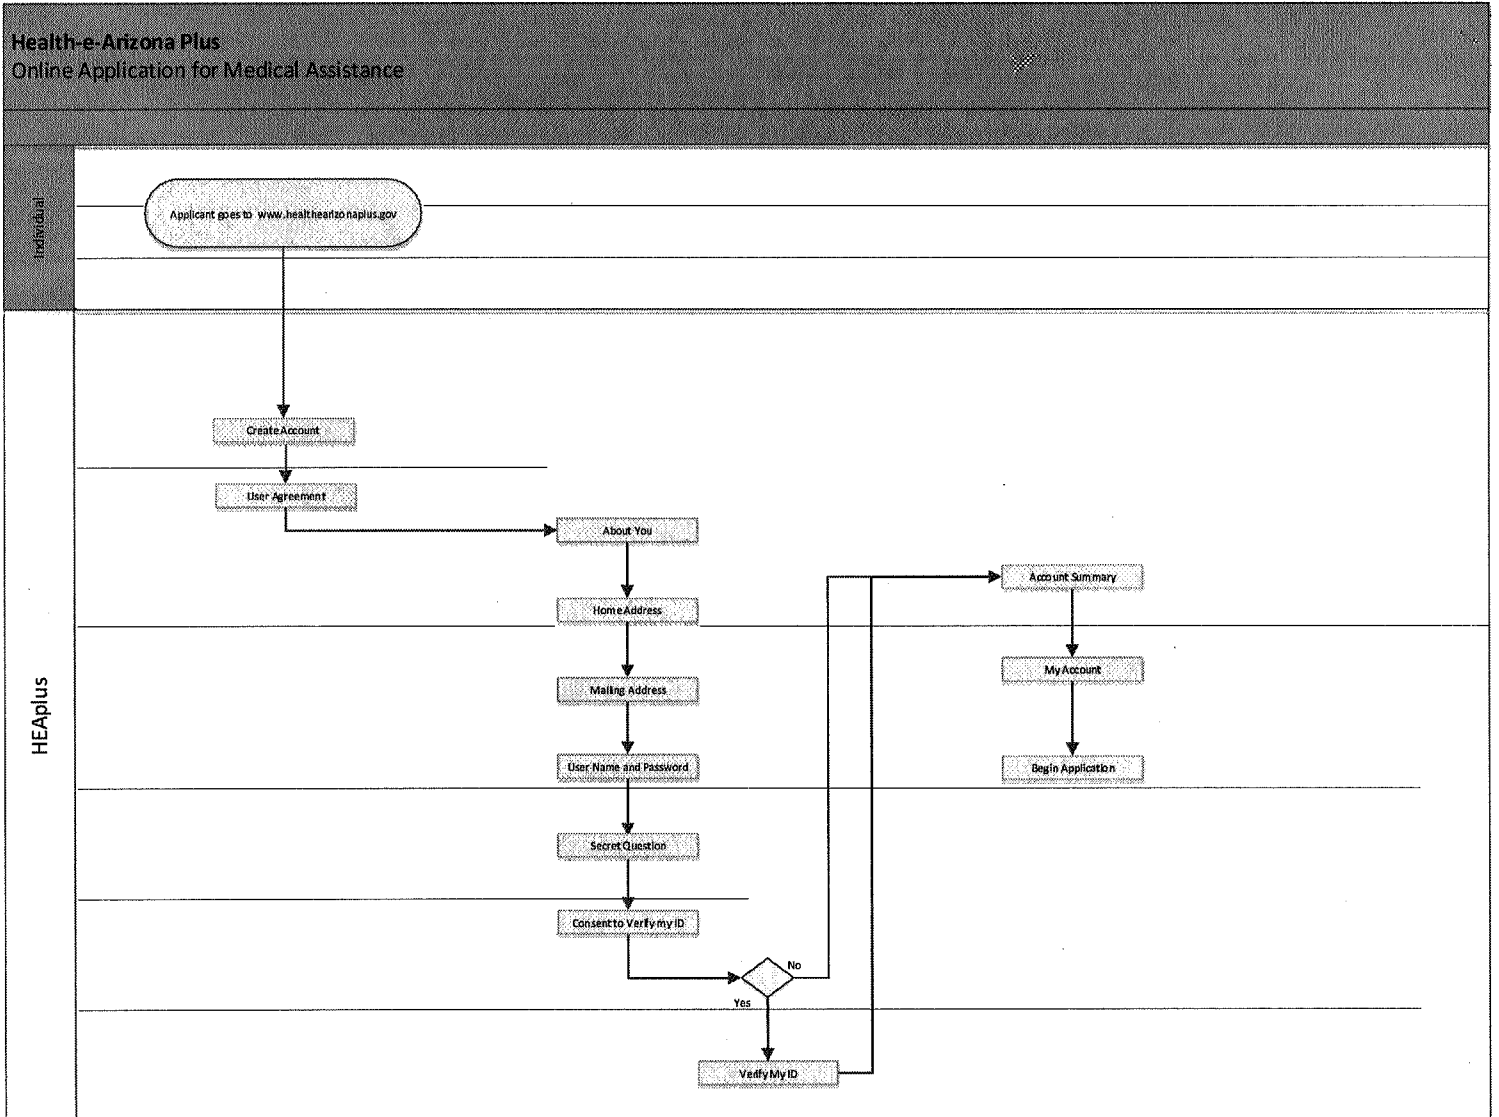 Health-e-Arizona Plus
Online Application for Medical Assistance
Individual
Applicant goes to www.healthearizonaplus.gov
Create Account
User Agreement
About You
Home Address
Mailing Address
User Name and Password
Secret Question
Consent to Verify my ID
No
Yes
Verify My ID
Account Summary
My Account
Begin Application
HEAplus